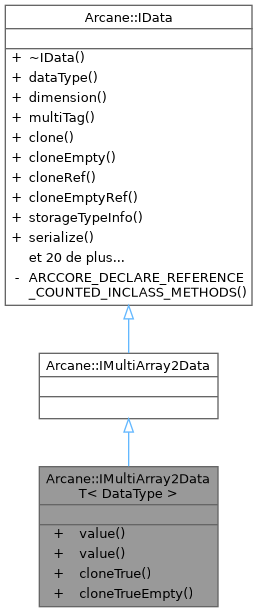 Arcane::IData
+ ~IData()
+ dataType()
+ dimension()
+ multiTag()
+ clone()
+ cloneEmpty()
+ cloneRef()
+ cloneEmptyRef()
+ storageTypeInfo()
+ serialize()
et 20 de plus...
- ARCCORE_DECLARE_REFERENCE
_COUNTED_INCLASS_METHODS()
Arcane::IMultiArray2Data
Arcane::IMultiArray2Data
T< DataType >
+ value()
+ value()
+ cloneTrue()
+ cloneTrueEmpty()